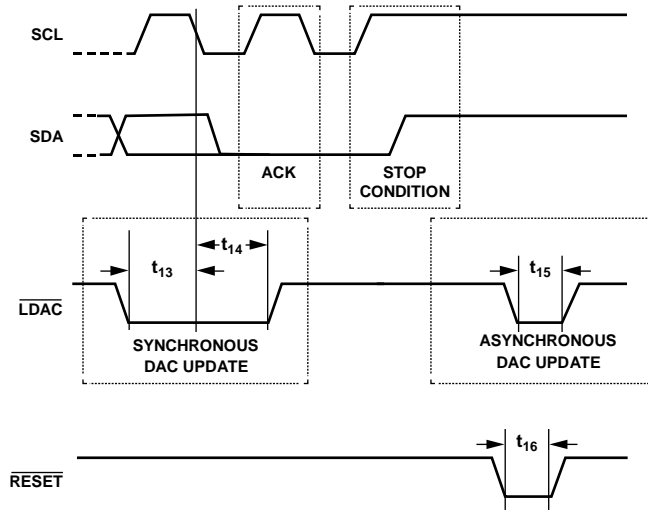 SCL
SDA
ACK
STOP
CONDITION
t14
t13
t15
LDAC
SYNCHRONOUS
DAC UPDATE
ASYNCHRONOUS
DAC UPDATE
t16
RESET